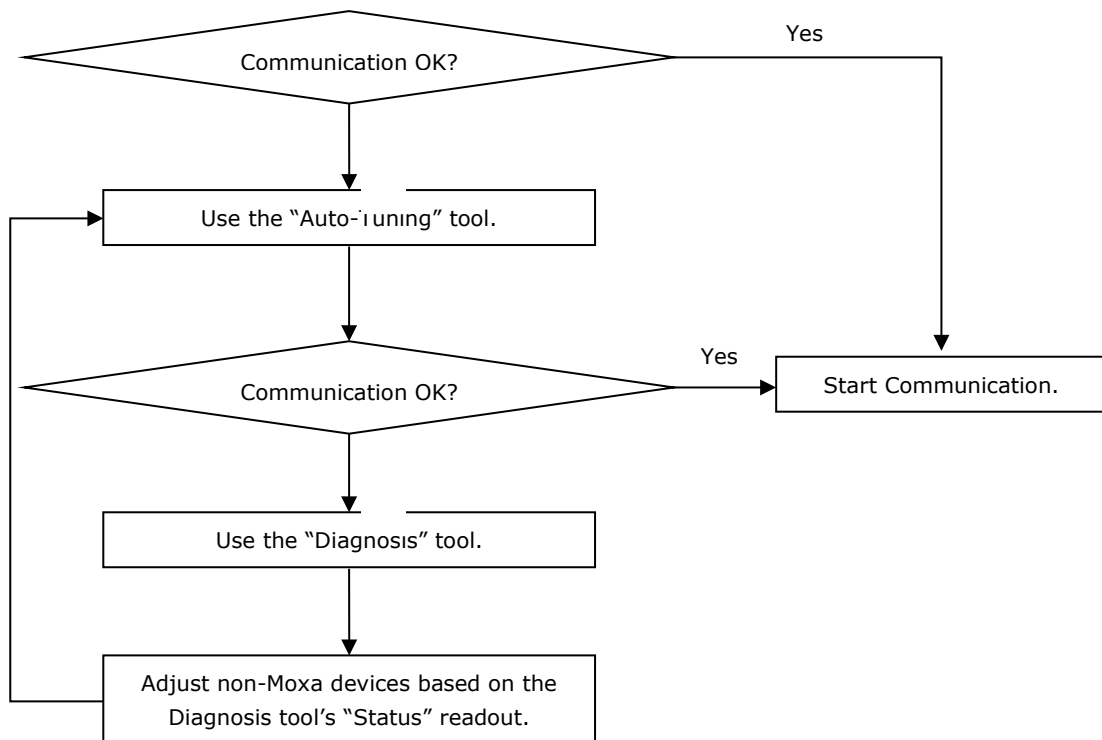 Yes
Communication OK?
Use the “Auto-Tuning” tool.
Yes
Communication OK?
Start Communication.
Use the “Diagnosis” tool.
Adjust non-Moxa devices based on the
Diagnosis tool’s “Status” readout.